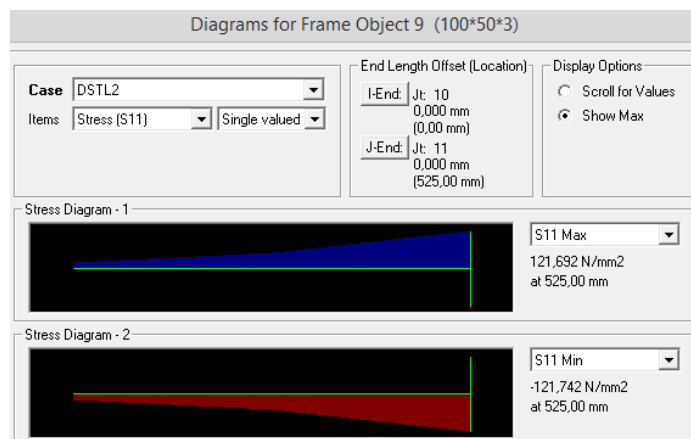 Diagrams for Frame Object 9 (100*50*3)
Case DSTL2
Items Stress (S11) Single valued
End Length Offset (Location)
I-End: Jt: 10
0,000 mm
(0,00 mm)
J-End: Jt: 11
0,000 mm
(525,00 mm)
Display Options
Scroll for Values
Show Max
Stress Diagram - 1
S11 Max
121,692 N/mm2
at 525,00 mm
Stress Diagram - 2
S11 Min
-121,742 N/mm2
at 525,00 mm